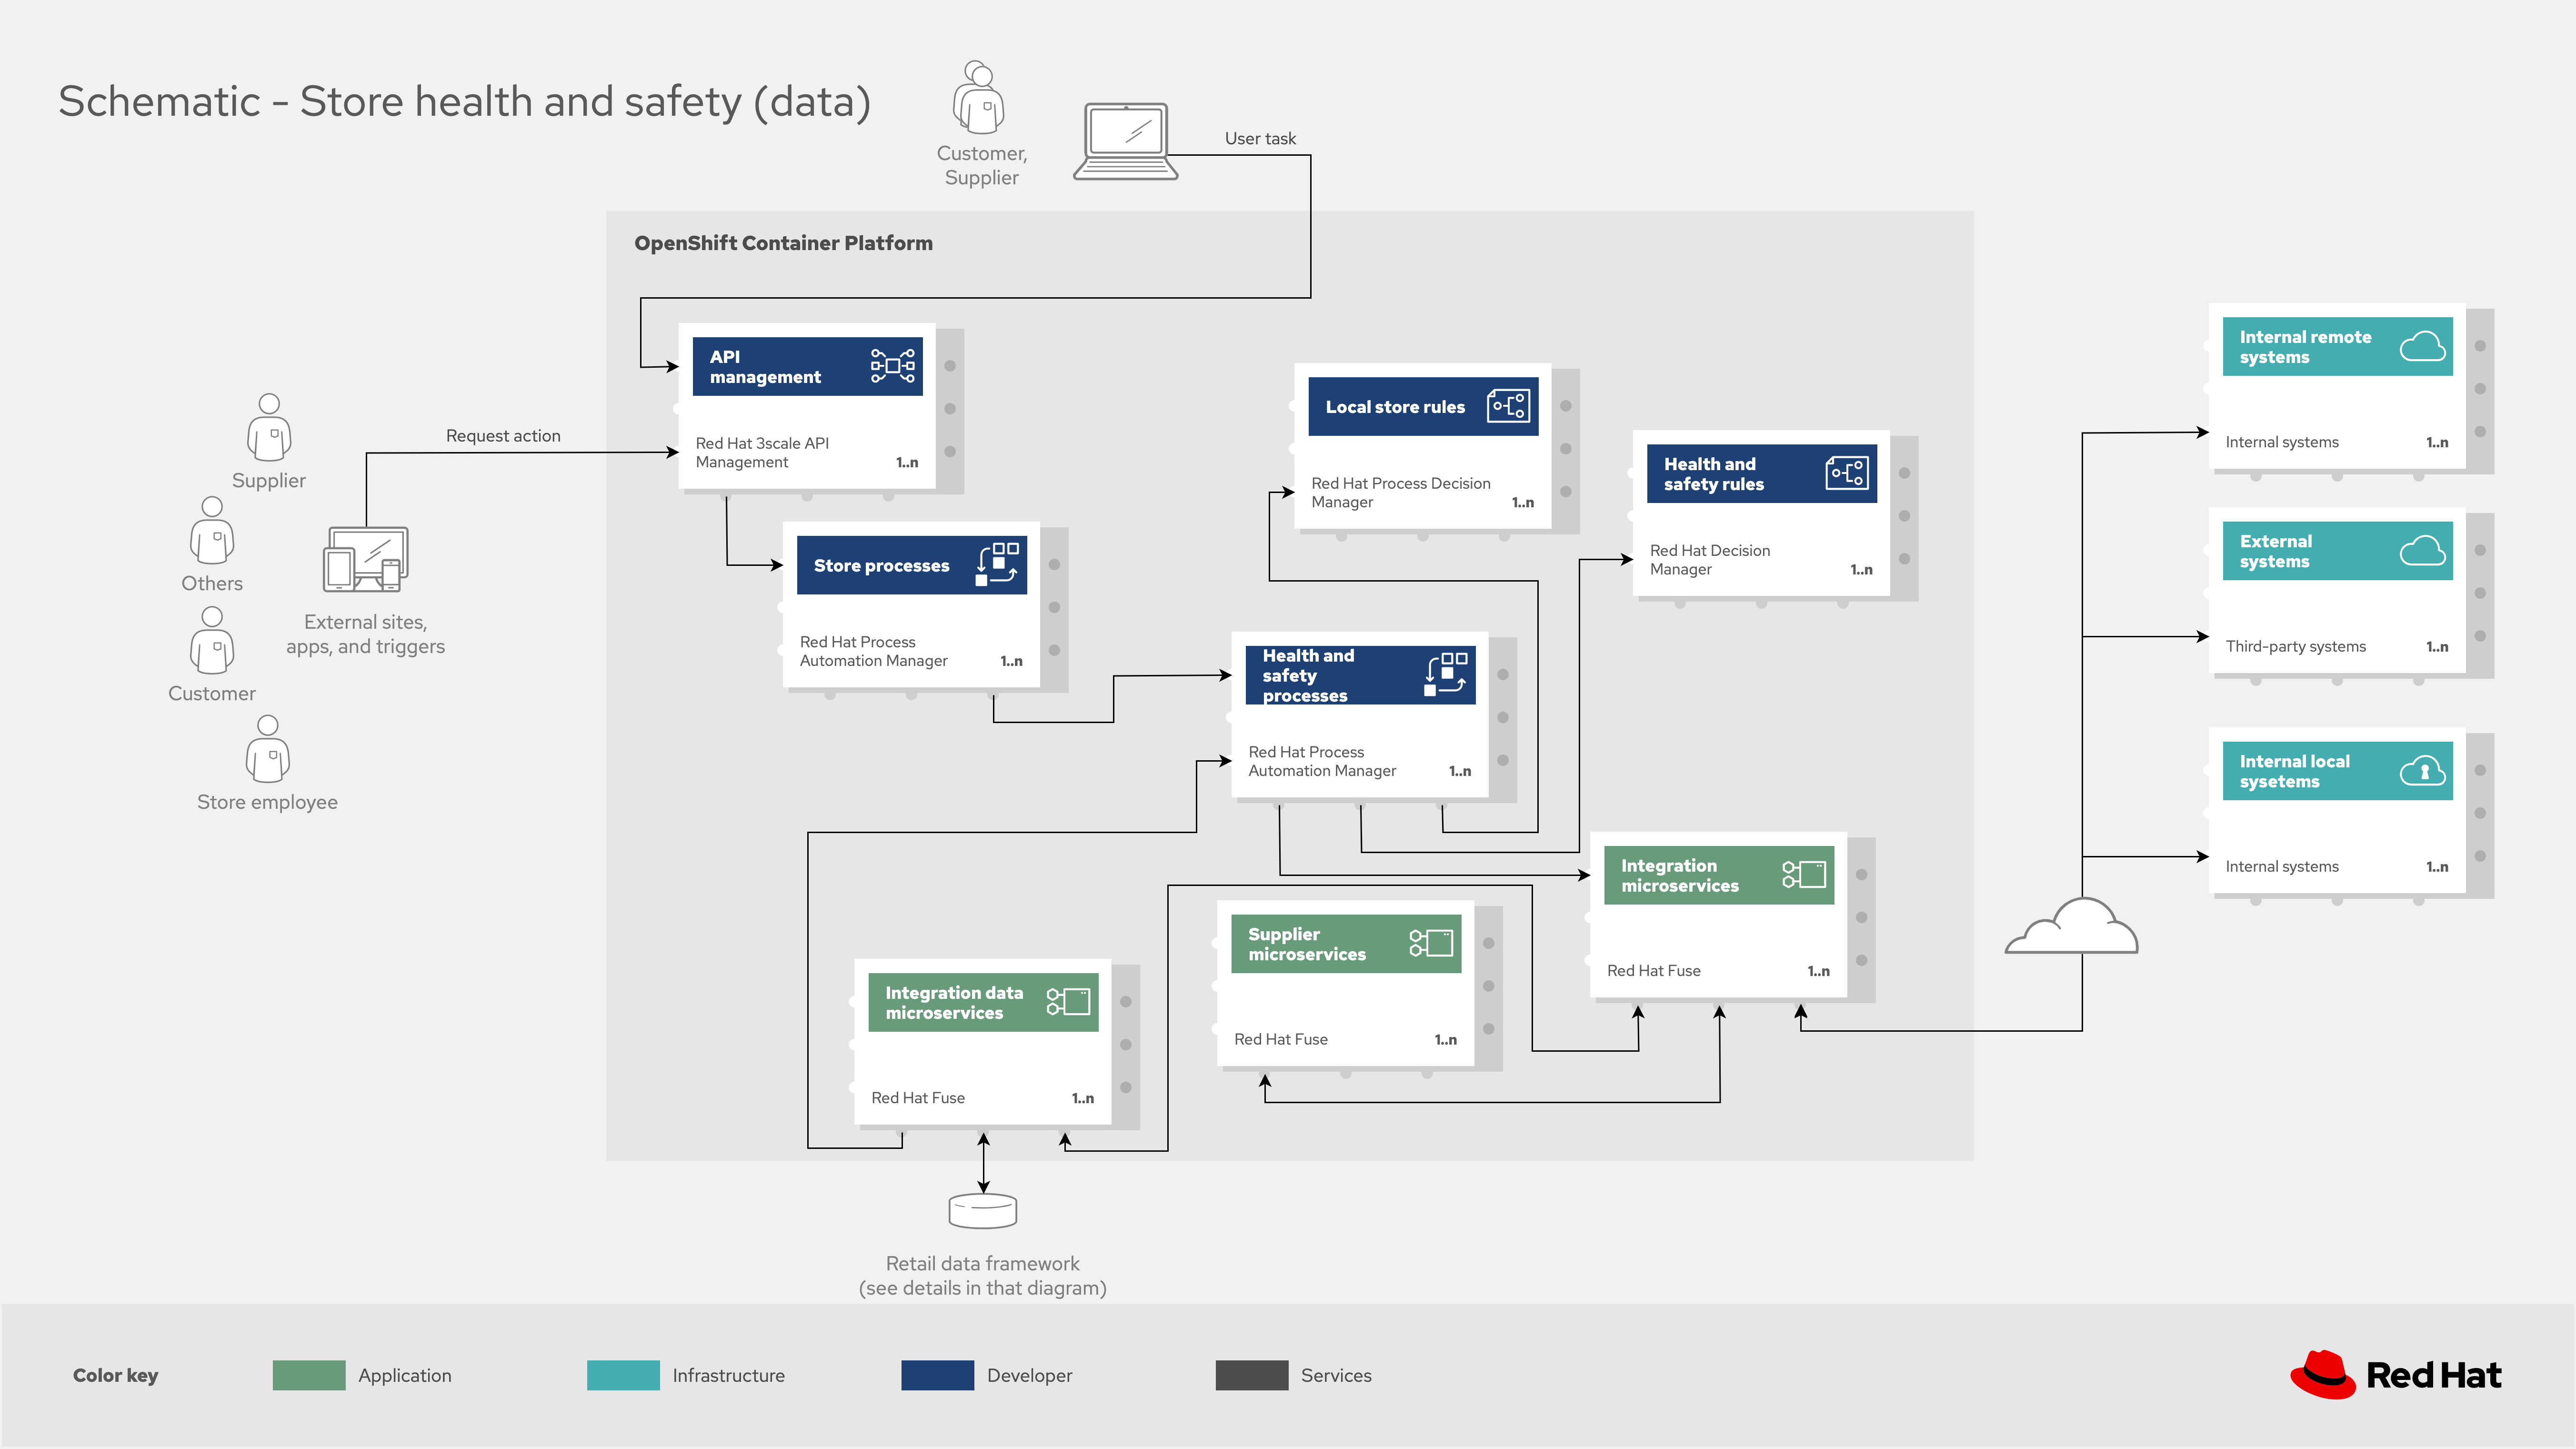 Schematic - Store health and safety (data)
Customer,
Supplier
User task
OpenShift Container Platform
API
management
Red Hat 3scale API
Management
1..n
Request action
Supplier
Others
Customer
Store employee
External sites,
apps, and triggers
Store processes
Red Hat Process
Automation Manager
1..n
Local store rules
Red Hat Process Decision
Manager
1..n
Health and
safety rules
Red Hat Decision
Manager
1..n
Health and
safety
processes
Red Hat Process
Automation Manager
1..n
Integration
microservices
Red Hat Fuse
1..n
Supplier
microservices
Red Hat Fuse
1..n
Integration data
microservices
Red Hat Fuse
1..n
Internal remote
systems
Internal systems
1..n
External
systems
Third-party systems
1..n
Internal local
sysetems
Internal systems
1..n
Retail data framework
(see details in that diagram)
Color key
Application
Infrastructure
Developer
Services
Red Hat